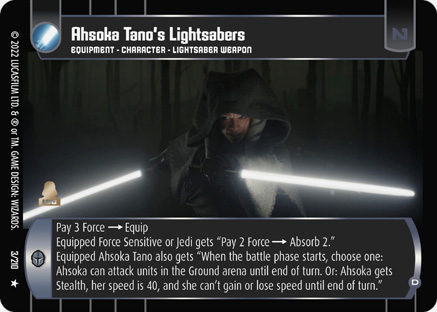 Ahsoka Tano's Lightsabers
EQUIPMENT - CHARACTER - LIGHTSABER WEAPON
N
© 2022 LUCASFILM LTD. & ® or TM. GAME DESIGN: WIZARDS.
3/210
Pay 3 Force → Equip
Equipped Force Sensitive or Jedi gets “Pay 2 Force → Absorb 2.”
Equipped Ahsoka Tano also gets “When the battle phase starts, choose one:
Ahsoka can attack units in the Ground arena until end of turn. Or: Ahsoka gets
Stealth, her speed is 40, and she can't gain or lose speed until end of turn.”
D